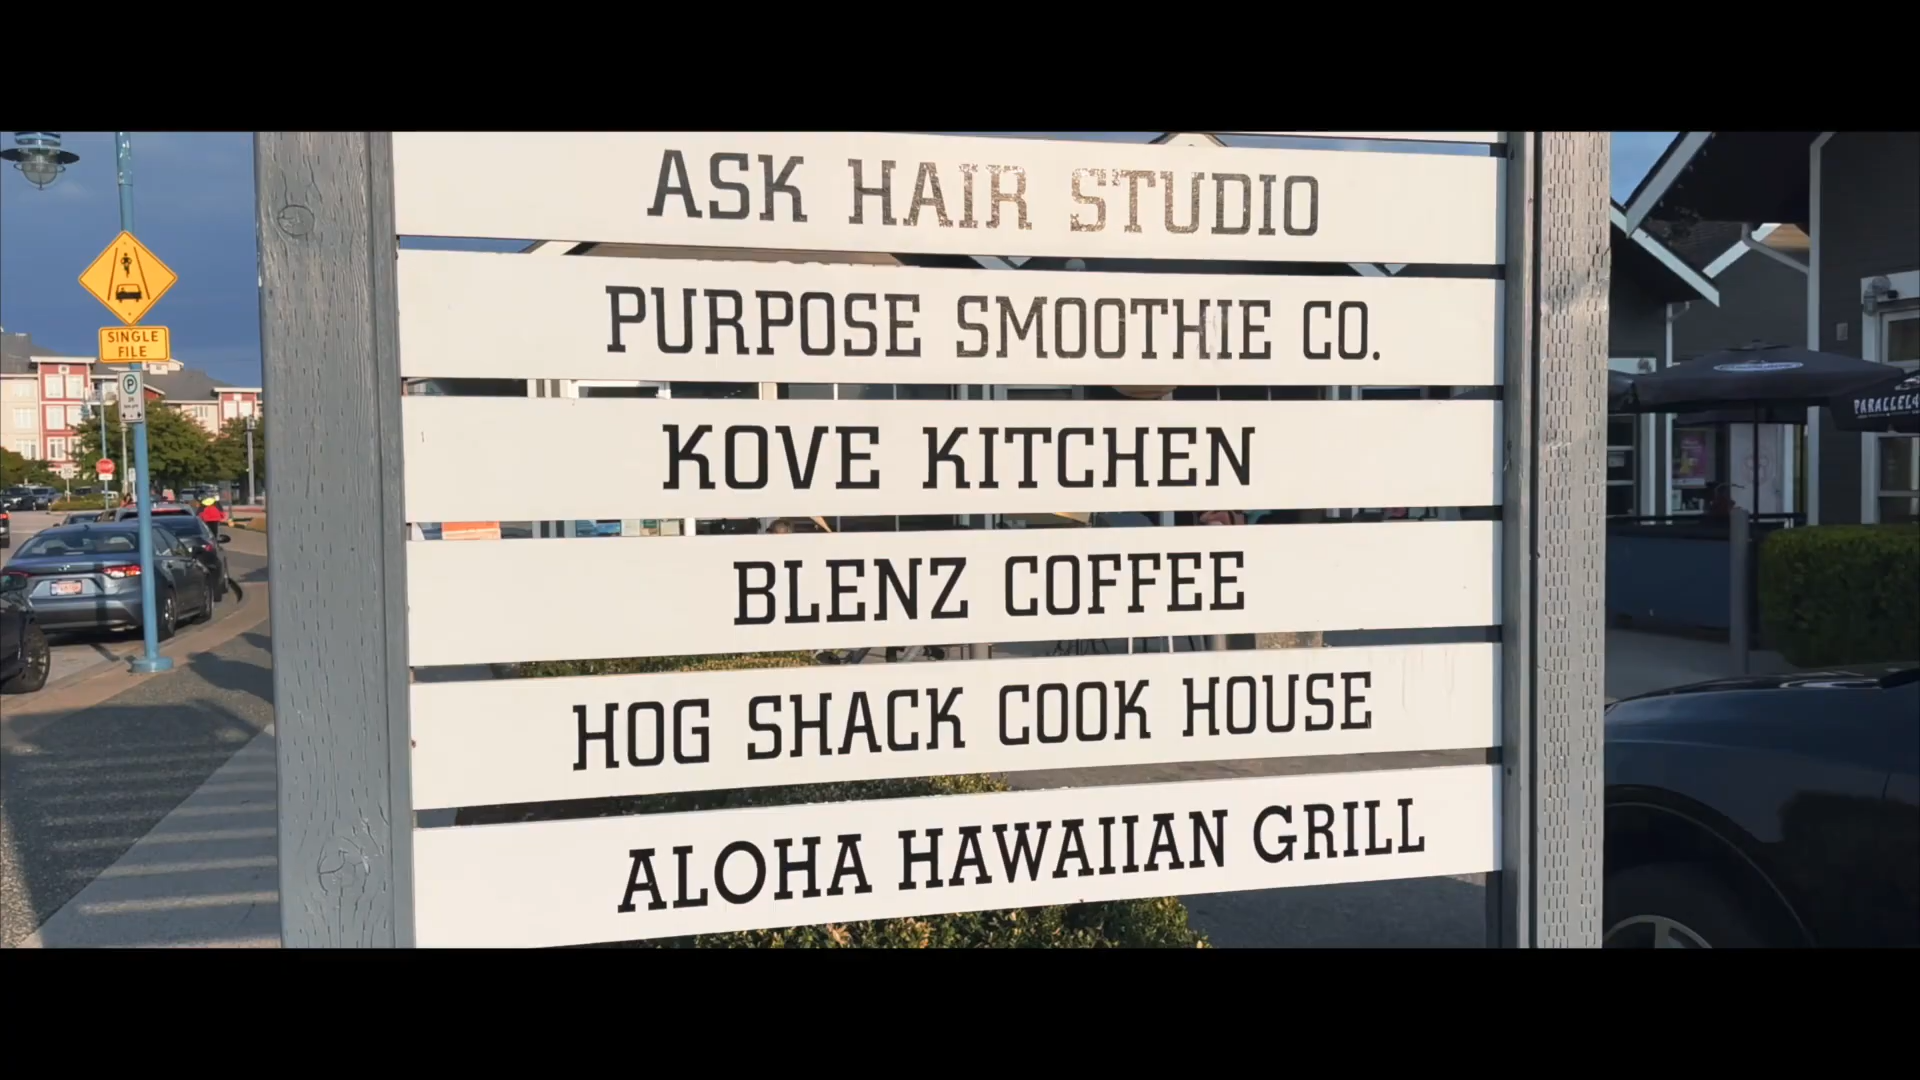 ASK HAIR STUDIO
PURPOSE SMOOTHIE CO.
KOVE KITCHEN
BLENZ COFFEE
HOG SHACK COOK HOUSE
ALOHA HAWAIIAN GRILL
SINGLE
FILE
P
STOP